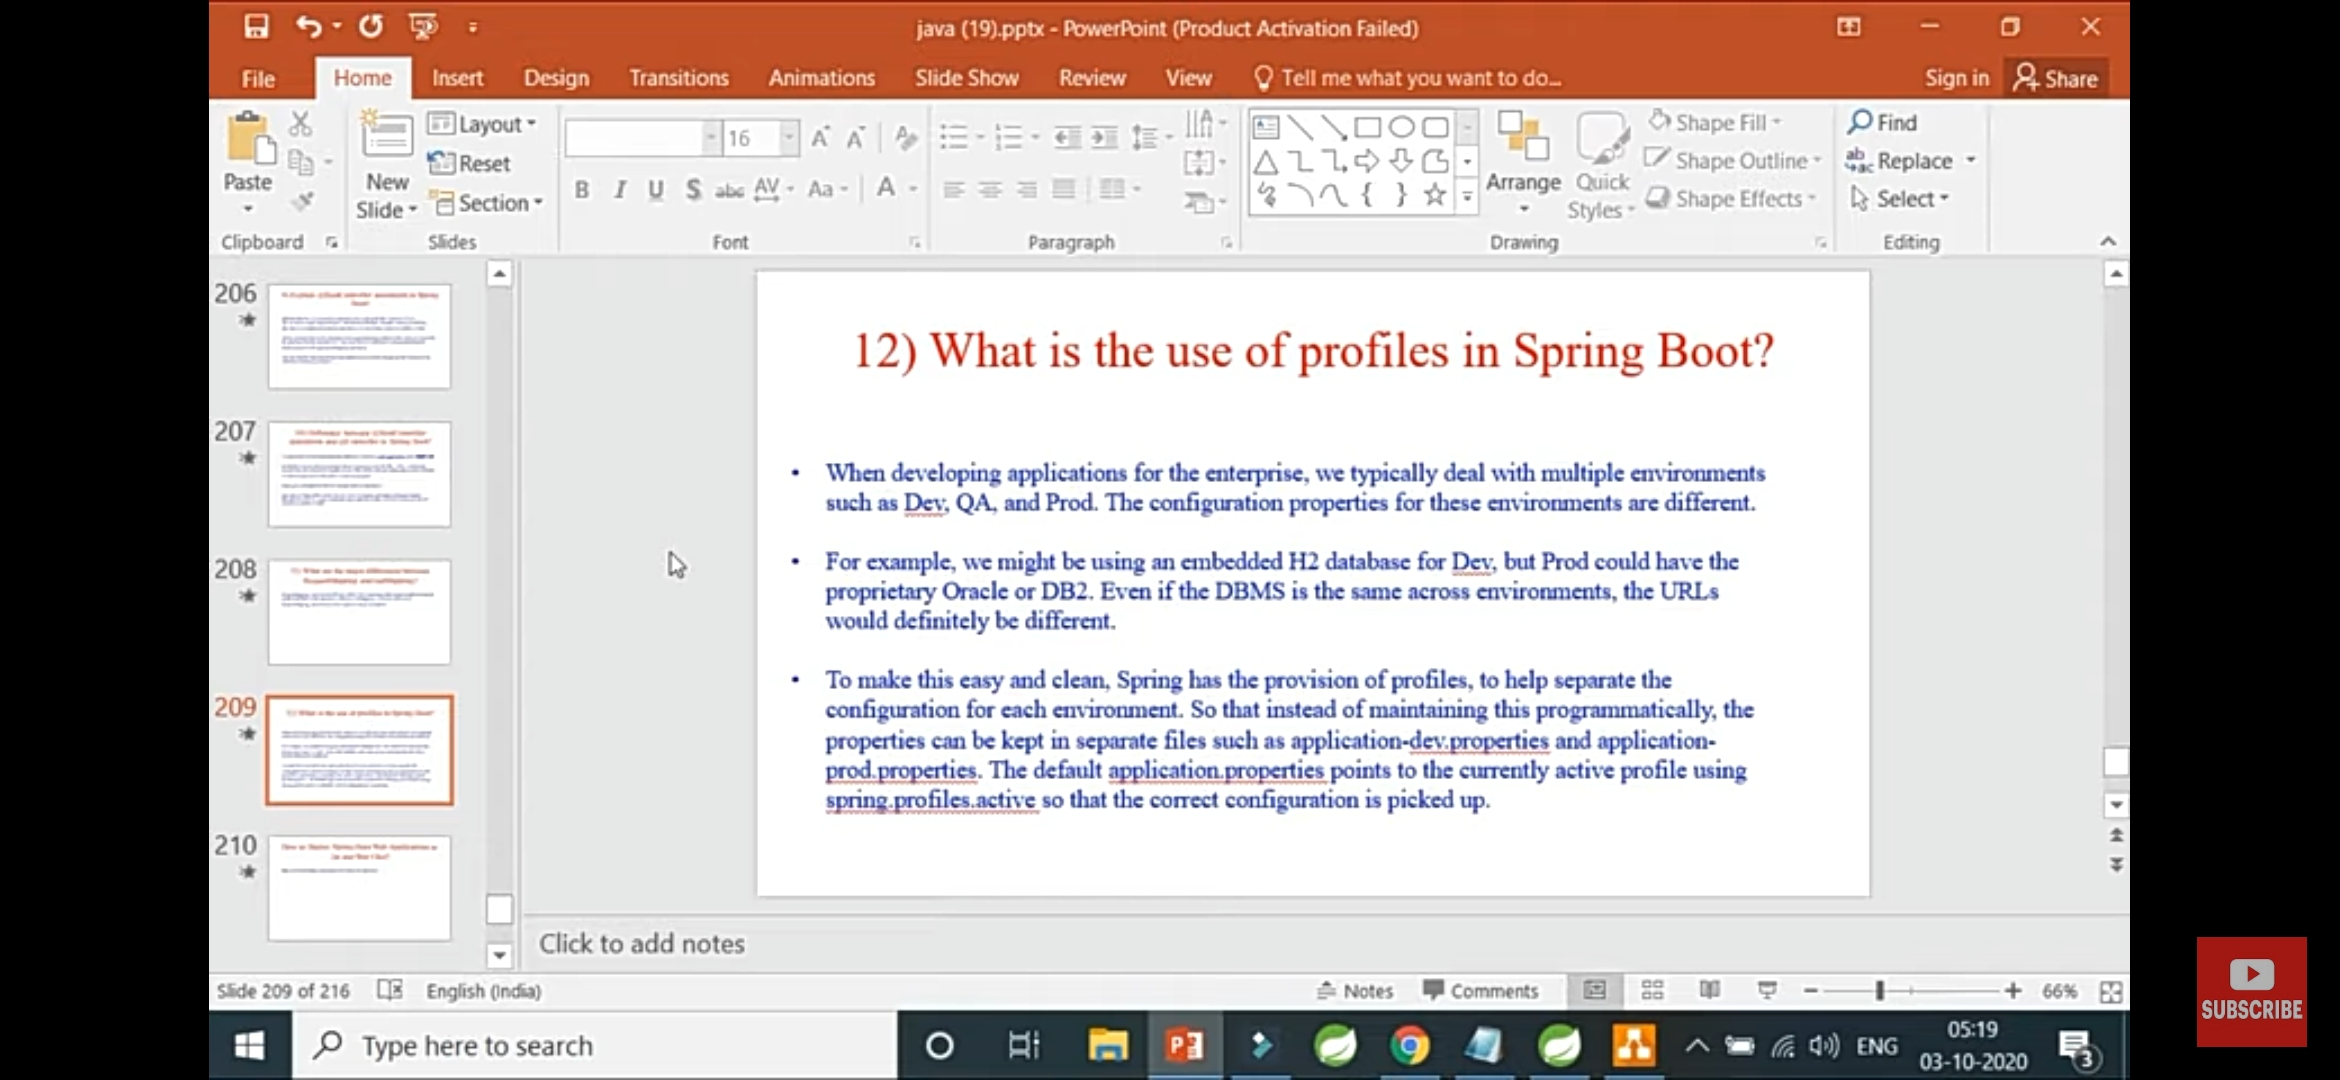 java (19).pptx - PowerPoint (Product Activation Failed)
File Home Insert Design Transitions Animations Slide Show Review View Tell me what you want to do... Sign in Share
Paste
Clipboard
New
Slide
Layout
Reset
Section
Slides
16
B I U S abc AV Aa A
Font
Paragraph
Arrange
Quick
Styles
Shape Fill
Shape Outline
Shape Effects
Drawing
Find
Replace
Select
Editing
206
207
208
209
210
12) What is the use of profiles in Spring Boot?
• When developing applications for the enterprise, we typically deal with multiple environments
such as Dev, QA, and Prod. The configuration properties for these environments are different.
• For example, we might be using an embedded H2 database for Dev, but Prod could have the
proprietary Oracle or DB2. Even if the DBMS is the same across environments, the URLs
would definitely be different.
• To make this easy and clean, Spring has the provision of profiles, to help separate the
configuration for each environment. So that instead of maintaining this programmatically, the
properties can be kept in separate files such as application-dev.properties and application-
prod.properties. The default application.properties points to the currently active profile using
spring.profiles.active so that the correct configuration is picked up.
Click to add notes
Slide 209 of 216 English (India) Notes Comments 66%
SUBSCRIBE
Type here to search
ENG
05:19
03-10-2020
3